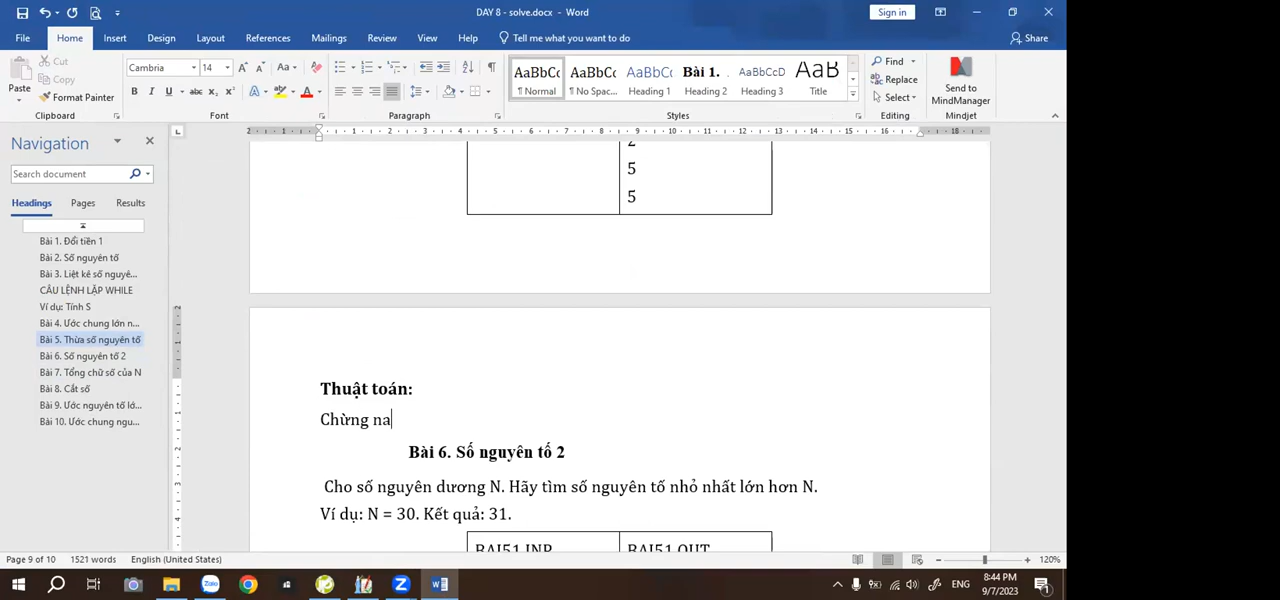 DAY 8 - solve.docx - Word
Sign in
File Home Insert Design Layout References Mailings Review View Help Tell me what you want to do Share
Paste
Cut
Copy
Format Painter
Clipboard
Cambria 14
Font
Paragraph
AaBbCc AaBbCc AaBbC AaBbCcD
¶ Normal ¶ No Spac... Heading 1 Bài 1. Heading 2 Heading 3 Title
Styles
Find
Replace
Select
Editing
Send to
MindManager
Mindjet
Navigation
Search document
Headings Pages Results
Bài 1. Đổi tiền 1
Bài 2. Số nguyên tố
Bài 3. Liệt kê số nguyê...
CÂU LỆNH LẶP WHILE
Ví dụ: Tính S
Bài 4. Ước chung lớn n...
Bài 5. Thừa số nguyên tố
Bài 6. Số nguyên tố 2
Bài 7. Tổng chữ số của N
Bài 8. Cắt số
Bài 9. Ước nguyên tố lớ...
Bài 10. Ước chung ngu...
2
5
5
Thuật toán:
Chừng na
Bài 6. Số nguyên tố 2
Cho số nguyên dương N. Hãy tìm số nguyên tố nhỏ nhất lớn hơn N.
Ví dụ: N = 30. Kết quả: 31.
BAI51.INP BAI51.OUT
Page 9 of 10 1521 words English (United States) 120%
ENG
8:44 PM
9/7/2023